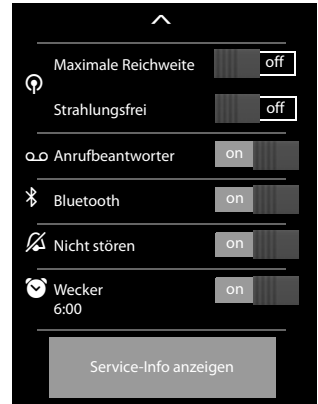 Maximale Reichweite off
Strahlungsfrei off
Anrufbeantworter on
Bluetooth on
Nicht stören on
Wecker on
6:00
Service-Info anzeigen